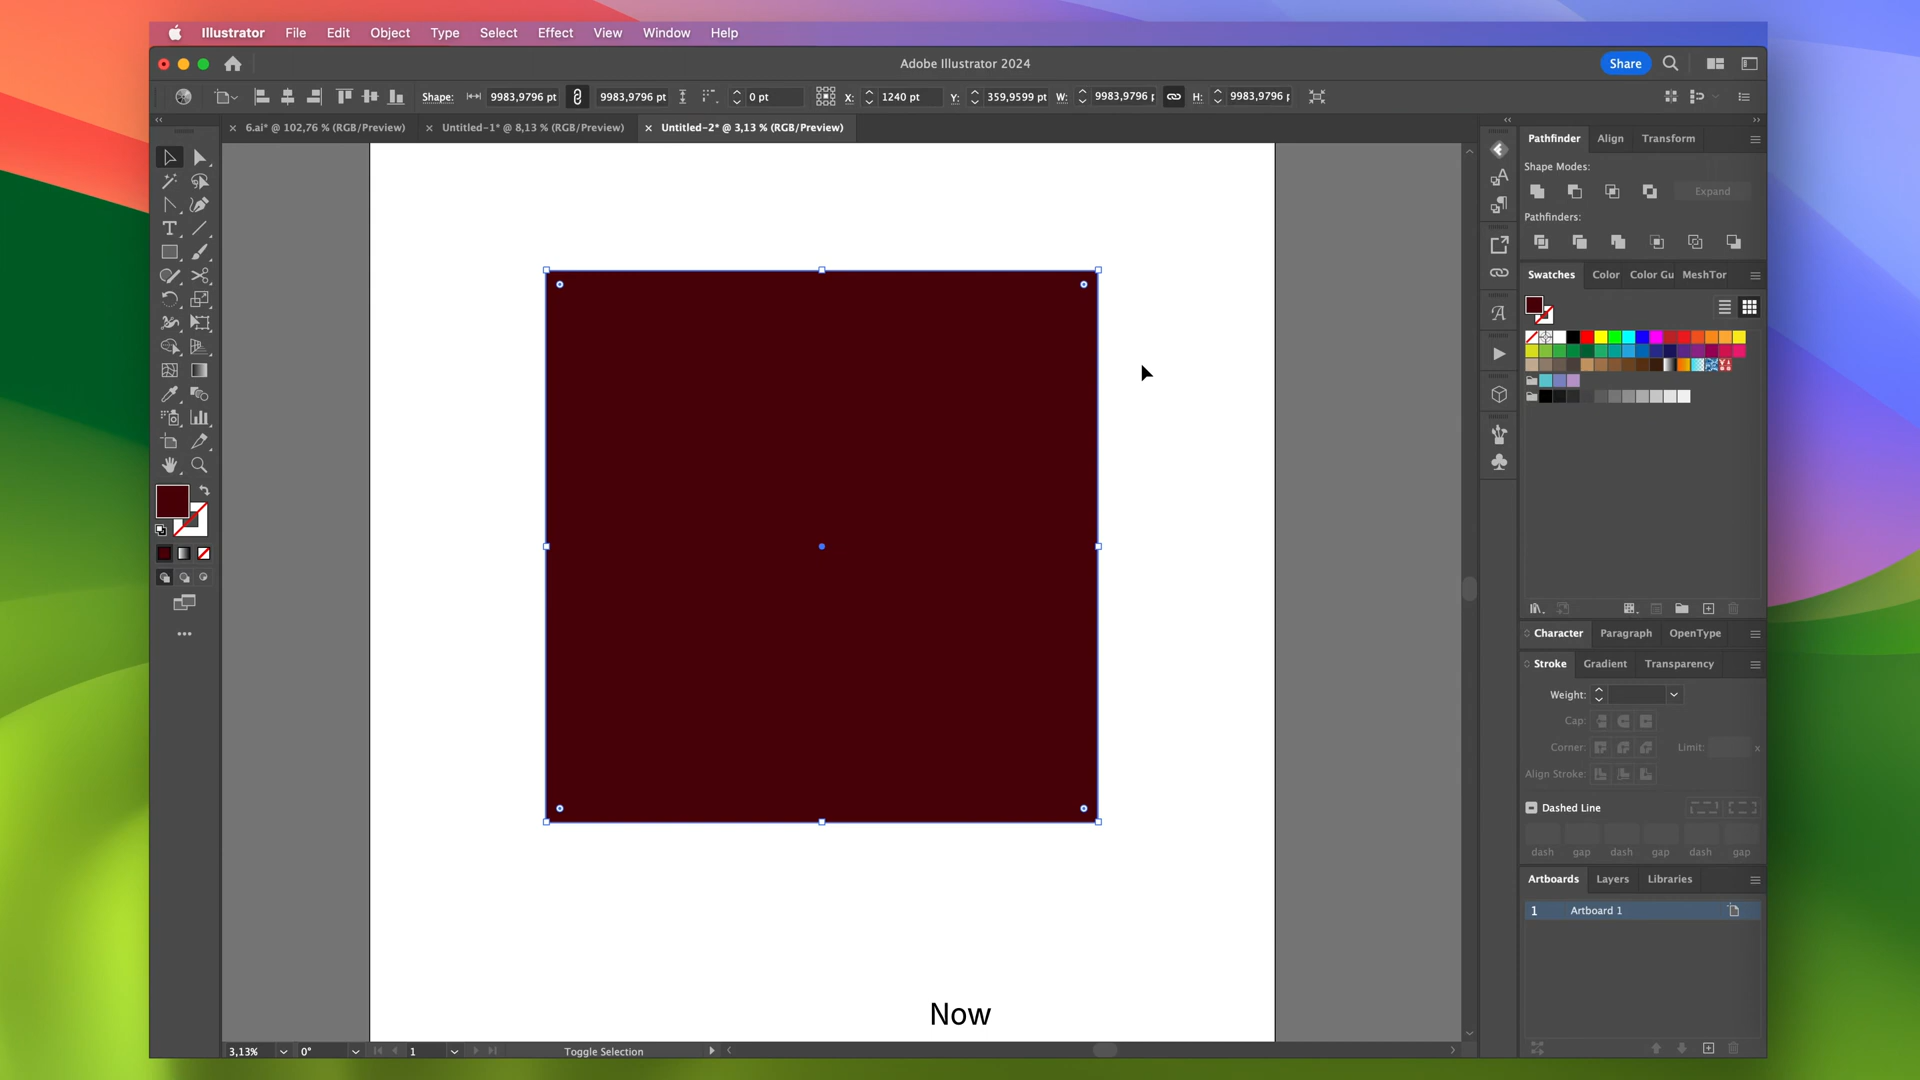 Illustrator File Edit Object Type Select Effect View Window Help
Adobe Illustrator 2024
Share
Shape: 9983,9796 pt 9983,9796 pt 0 pt X: 1240 pt Y: 359,9599 pt W: 9983,9796 H: 9983,9796
6.ai* @ 102,76 % (RGB/Preview) Untitled-1* @ 8,13 % (RGB/Preview) Untitled-2* @ 3,13 % (RGB/Preview)
Pathfinder Align Transform
Shape Modes:
Expand
Pathfinders:
Swatches Color Color Gu MeshTor
Character Paragraph OpenType
Stroke Gradient Transparency
Weight:
Cap:
Corner: Limit: x
Align Stroke:
Dashed Line
dash gap dash gap dash gap
Artboards Layers Libraries
1 Artboard 1
Now
3,13% 0° 1 Toggle Selection